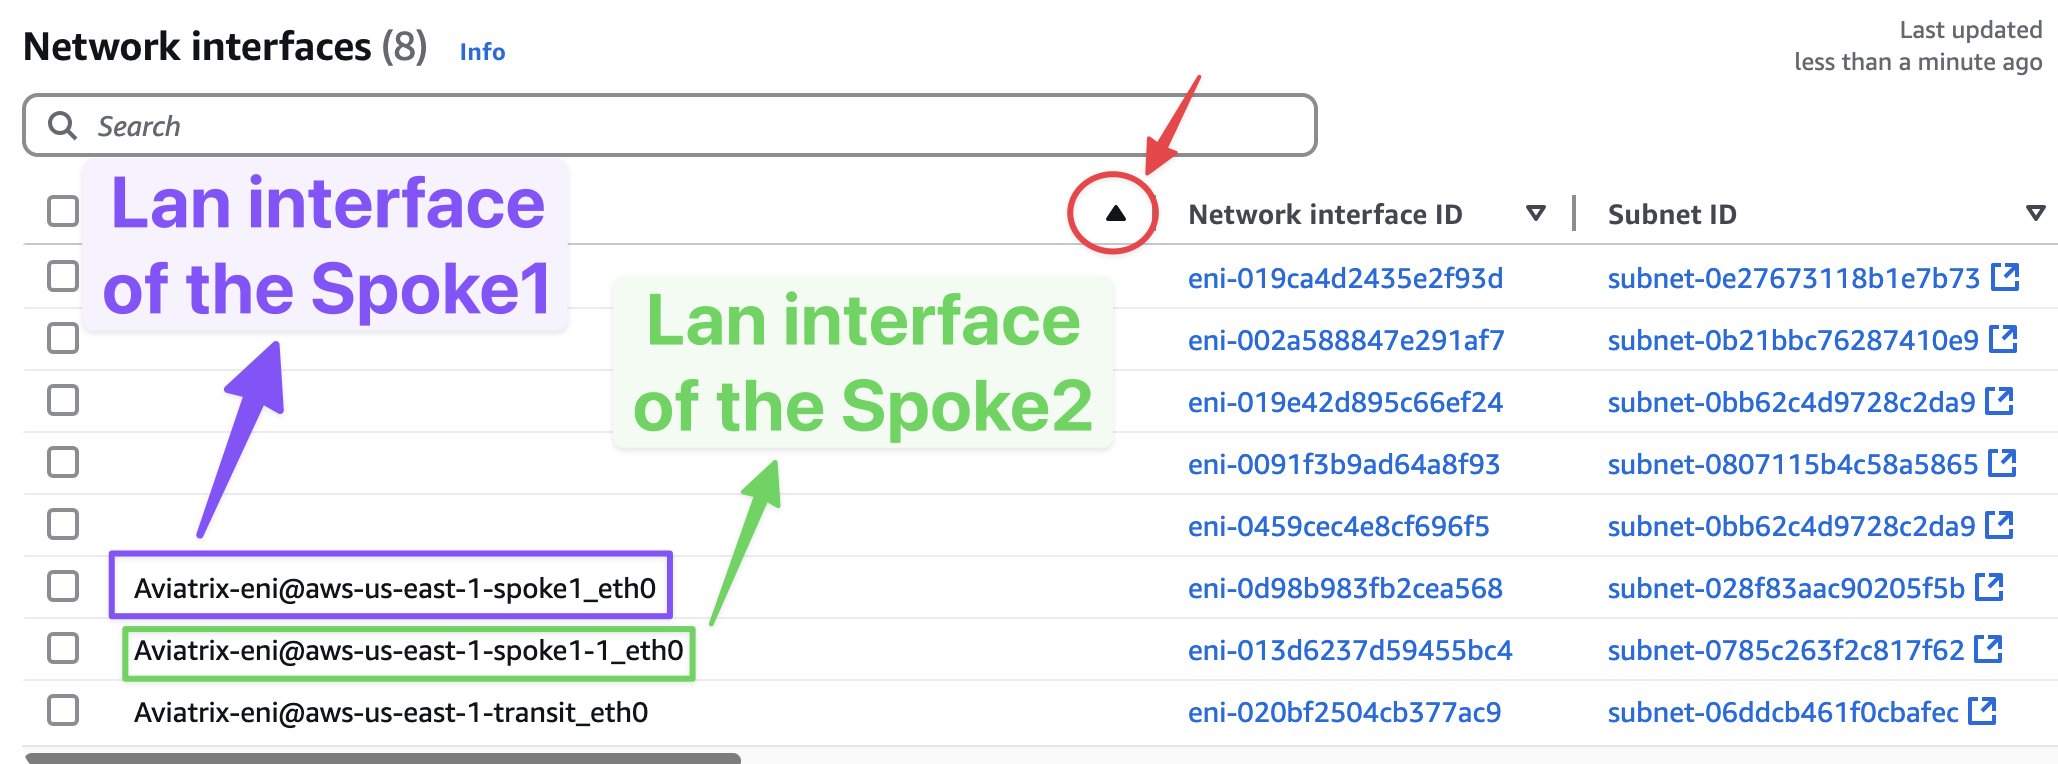 Network interfaces (8) Info
Last updated
less than a minute ago
Search
Lan interface
of the Spoke1
Network interface ID Subnet ID
eni-019ca4d2435e2f93d subnet-0e27673118b1e7b73
Lan interface
of the Spoke2
eni-002a588847e291af7 subnet-0b21bbc76287410e9
eni-019e42d895c66ef24 subnet-0bb62c4d9728c2da9
eni-0091f3b9ad64a8f93 subnet-0807115b4c58a5865
eni-0459cec4e8cf696f5 subnet-0bb62c4d9728c2da9
Aviatrix-eni@aws-us-east-1-spoke1_eth0 eni-0d98b983fb2cea568 subnet-028f83aac90205f5b
Aviatrix-eni@aws-us-east-1-spoke1-1_eth0 eni-013d6237d59455bc4 subnet-0785c263f2c817f62
Aviatrix-eni@aws-us-east-1-transit_eth0 eni-020bf2504cb377ac9 subnet-06ddcb461f0cbafec